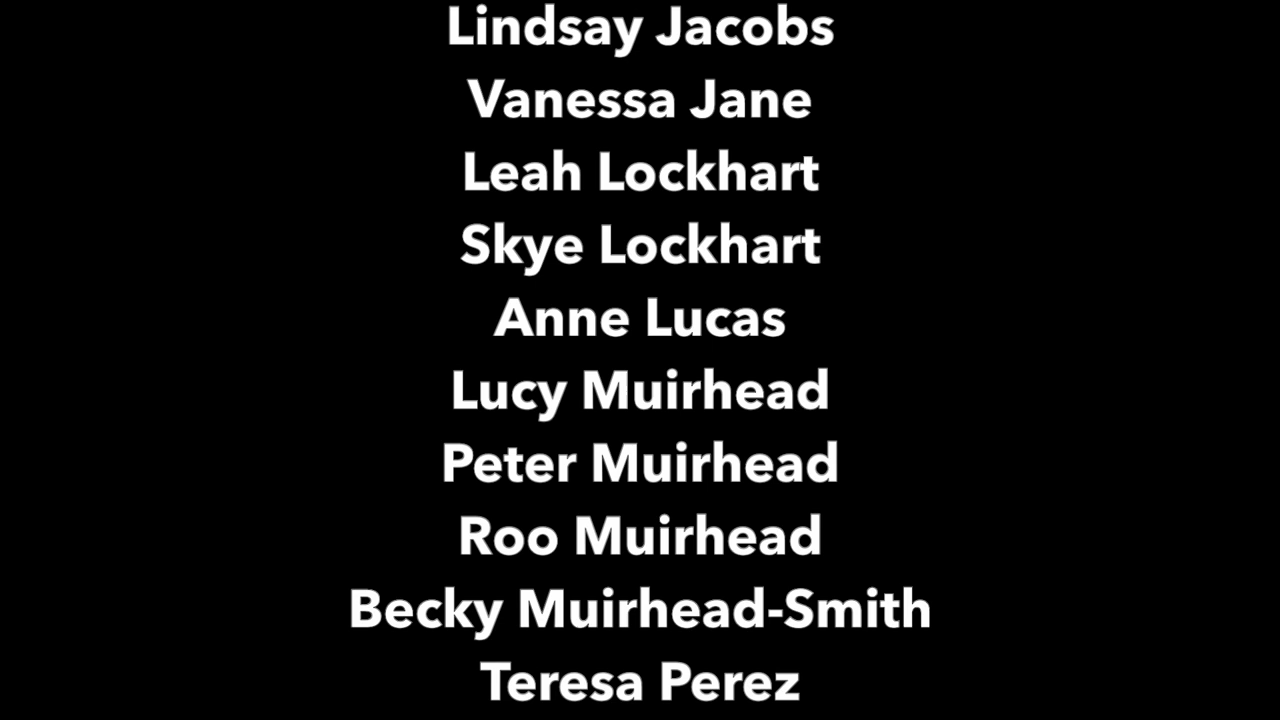 Lindsay Jacobs
Vanessa Jane
Leah Lockhart
Skye Lockhart
Anne Lucas
Lucy Muirhead
Peter Muirhead
Roo Muirhead
Becky Muirhead-Smith
Teresa Perez